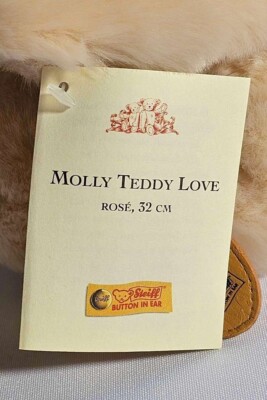 MOLLY TEDDY LOVE
ROSÉ, 32 CM
Steiff
BUTTON IN EAR